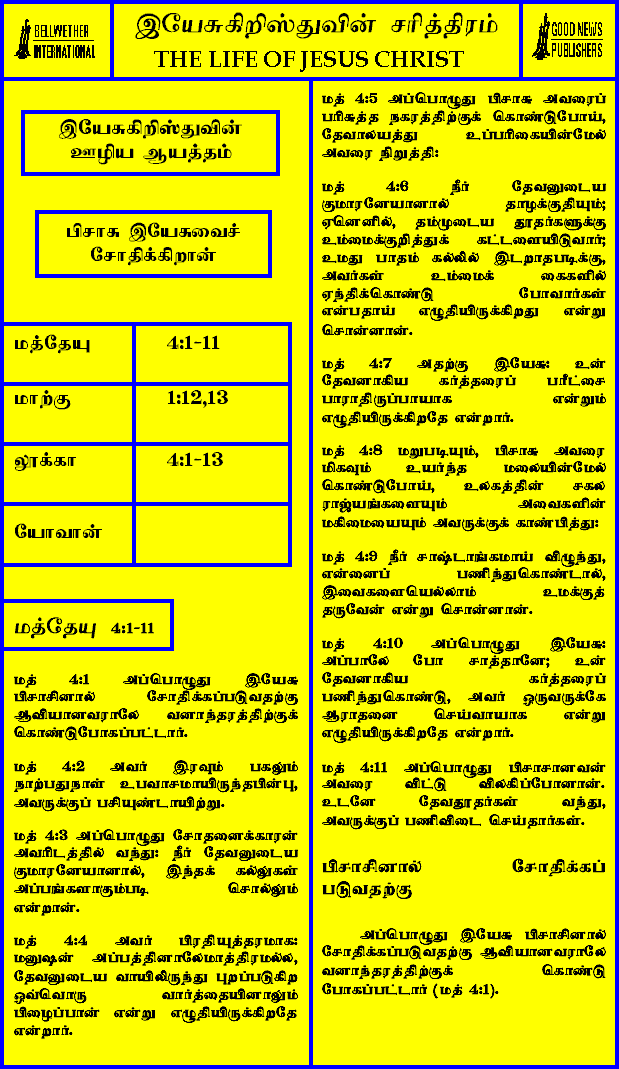 BELLWETHER
INTERNATIONAL
இயேசுகிறிஸ்துவின் சரித்திரம்
THE LIFE OF JESUS CHRIST
GOOD NEWS
PUBLISHERS
இயேசுகிறிஸ்துவின்
ஊழிய ஆயத்தம்
பிசாசு இயேசுவைச்
சோதிக்கிறான்
மத்தேயு 4:1-11
மாற்கு 1:12,13
லூக்கா 4:1-13
யோவான்
மத்தேயு 4:1-11
மத் 4:1 அப்பொழுது இயேசு
பிசாசினால் சோதிக்கப்படுவதற்கு
ஆவியானவராலே வனாந்தரத்திற்குக்
கொண்டுபோகப்பட்டார்.
மத் 4:2 அவர் இரவும் பகலும்
நாற்பதுநாள் உபவாசமாயிருந்தபின்பு,
அவருக்குப் பசியுண்டாயிற்று.
மத் 4:3 அப்பொழுது சோதனைக்காரன்
அவரிடத்தில் வந்து: நீர் தேவனுடைய
குமாரனேயானால், இந்தக் கல்லுகள்
அப்பங்களாகும்படி சொல்லும்
என்றான்.
மத் 4:4 அவர் பிரதியுத்தரமாக:
மனுஷன் அப்பத்தினாலேமாத்திரமல்ல,
தேவனுடைய வாயிலிருந்து புறப்படுகிற
ஒவ்வொரு வார்த்தையினாலும்
பிழைப்பான் என்று எழுதியிருக்கிறதே
என்றார்.
மத் 4:5 அப்பொழுது பிசாசு அவரைப்
பரிசுத்த நகரத்திற்குக் கொண்டுபோய்,
தேவாலயத்து உப்பரிகையின்மேல்
அவரை நிறுத்தி:
மத் 4:6 நீர் தேவனுடைய
குமாரனேயானால் தாழக்குதியும்;
ஏனெனில், தம்முடைய தூதர்களுக்கு
உம்மைக்குறித்துக் கட்டளையிடுவார்;
உமது பாதம் கல்லில் இடறாதபடிக்கு,
அவர்கள் உம்மைக் கைகளில்
ஏந்திக்கொண்டு போவார்கள்
என்பதாய் எழுதியிருக்கிறது என்று
சொன்னான்.
மத் 4:7 அதற்கு இயேசு: உன்
தேவனாகிய கர்த்தரைப் பரீட்சை
பாராதிருப்பாயாக என்றும்
எழுதியிருக்கிறதே என்றார்.
மத் 4:8 மறுபடியும், பிசாசு அவரை
மிகவும் உயர்ந்த மலையின்மேல்
கொண்டுபோய், உலகத்தின் சகல
ராஜ்யங்களையும் அவைகளின்
மகிமையையும் அவருக்குக் காண்பித்து:
மத் 4:9 நீர் சாஷ்டாங்கமாய் விழுந்து,
என்னைப் பணிந்துகொண்டால்,
இவைகளையெல்லாம் உமக்குத்
தருவேன் என்று சொன்னான்.
மத் 4:10 அப்பொழுது இயேசு:
அப்பாலே போ சாத்தானே; உன்
தேவனாகிய கர்த்தரைப்
பணிந்துகொண்டு, அவர் ஒருவருக்கே
ஆராதனை செய்வாயாக என்று
எழுதியிருக்கிறதே என்றார்.
மத் 4:11 அப்பொழுது பிசாசானவன்
அவரை விட்டு விலகிப்போனான்.
உடனே தேவதூதர்கள் வந்து,
அவருக்குப் பணிவிடை செய்தார்கள்.
பிசாசினால் சோதிக்கப்
படுவதற்கு
அப்பொழுது இயேசு பிசாசினால்
சோதிக்கப்படுவதற்கு ஆவியானவராலே
வனாந்தரத்திற்குக் கொண்டு
போகப்பட்டார் (மத் 4:1).